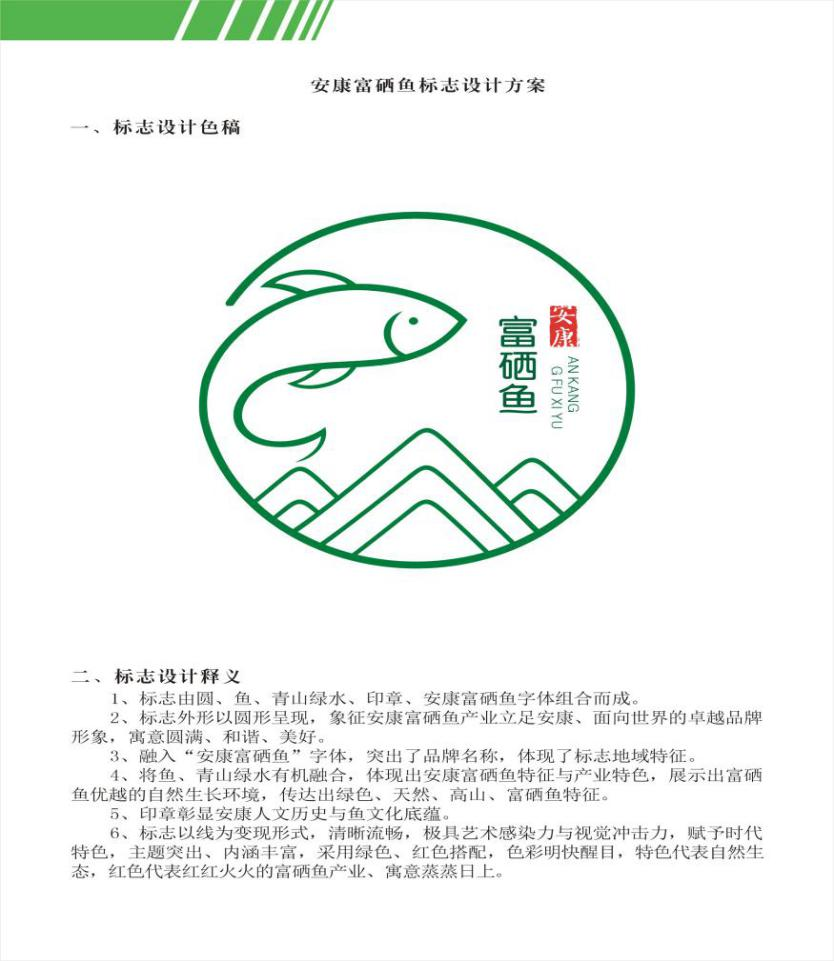 安康富硒鱼标志设计方案
一、标志设计色稿
安康
富硒鱼
AN KANG
G FU XI YU
二、标志设计释义
1、标志由圆、鱼、青山绿水、印章、安康富硒鱼字体组合而成。
2、标志外形以圆形呈现，象征安康富硒鱼产业立足安康、面向世界的卓越品牌
形象，寓意圆满、和谐、美好。
3、融入“安康富硒鱼”字体，突出了品牌名称，体现了标志地域特征。
4、将鱼、青山绿水有机融合，体现出安康富硒鱼特征与产业特色，展示出富硒
鱼优越的自然生长环境，传达出绿色、天然、高山、富硒鱼特征。
5、印章彰显安康人文历史与鱼文化底蕴。
6、标志以线为变现形式，清晰流畅，极具艺术感染力与视觉冲击力，赋予时代
特色，主题突出、内涵丰富，采用绿色、红色搭配，色彩明快醒目，特色代表自然生
态，红色代表红红火火的富硒鱼产业、寓意蒸蒸日上。